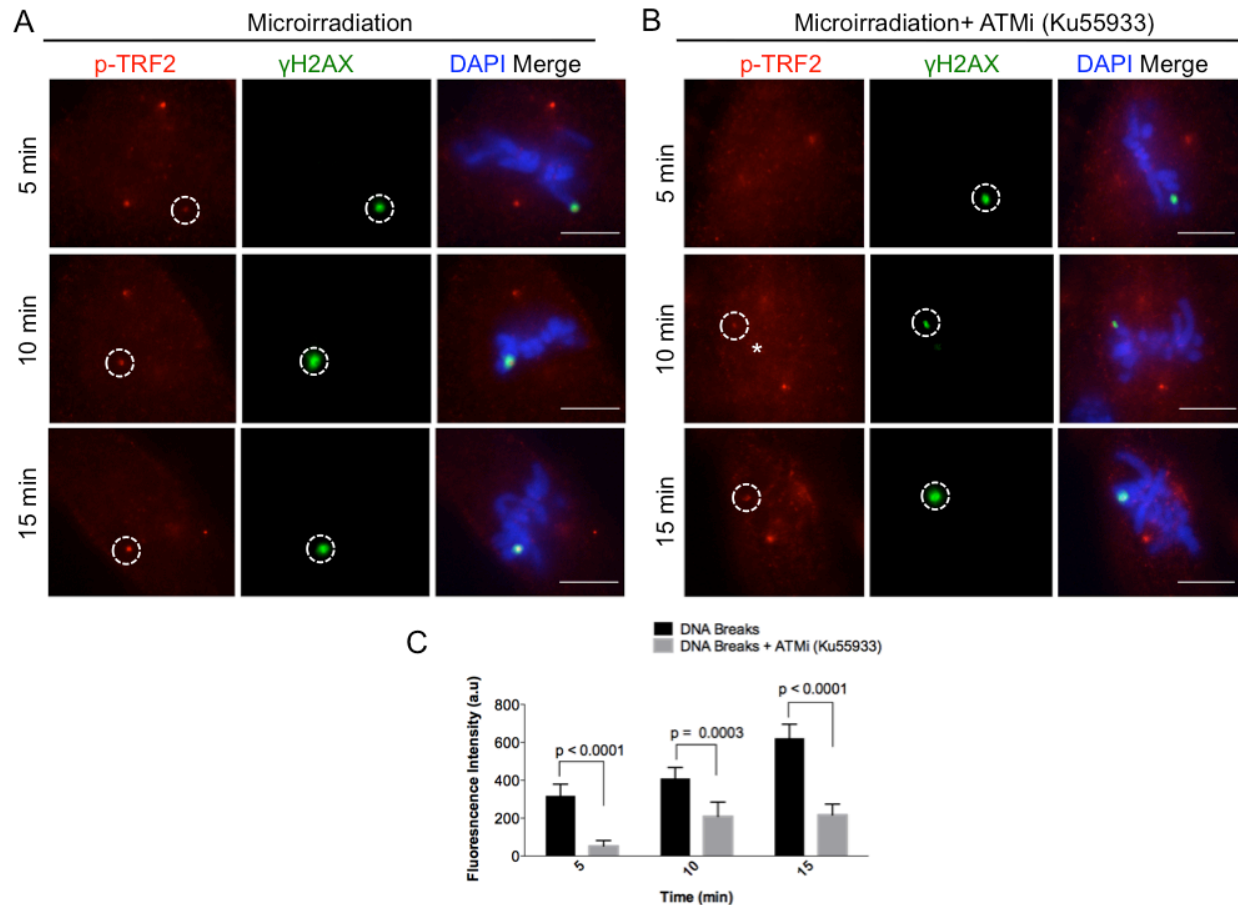 A
Microirradiation
p-TRF2 γH2AX DAPI Merge
5 min
10 min
15 min
B
Microirradiation+ ATMi (Ku55933)
p-TRF2 γH2AX DAPI Merge
5 min
10 min
*
15 min
C
DNA Breaks
DNA Breaks + ATMi (Ku55933)
Fluoresncence Intensity (a.u)
800
600
400
200
0
p < 0.0001
p = 0.0003
p < 0.0001
5 10 15
Time (min)